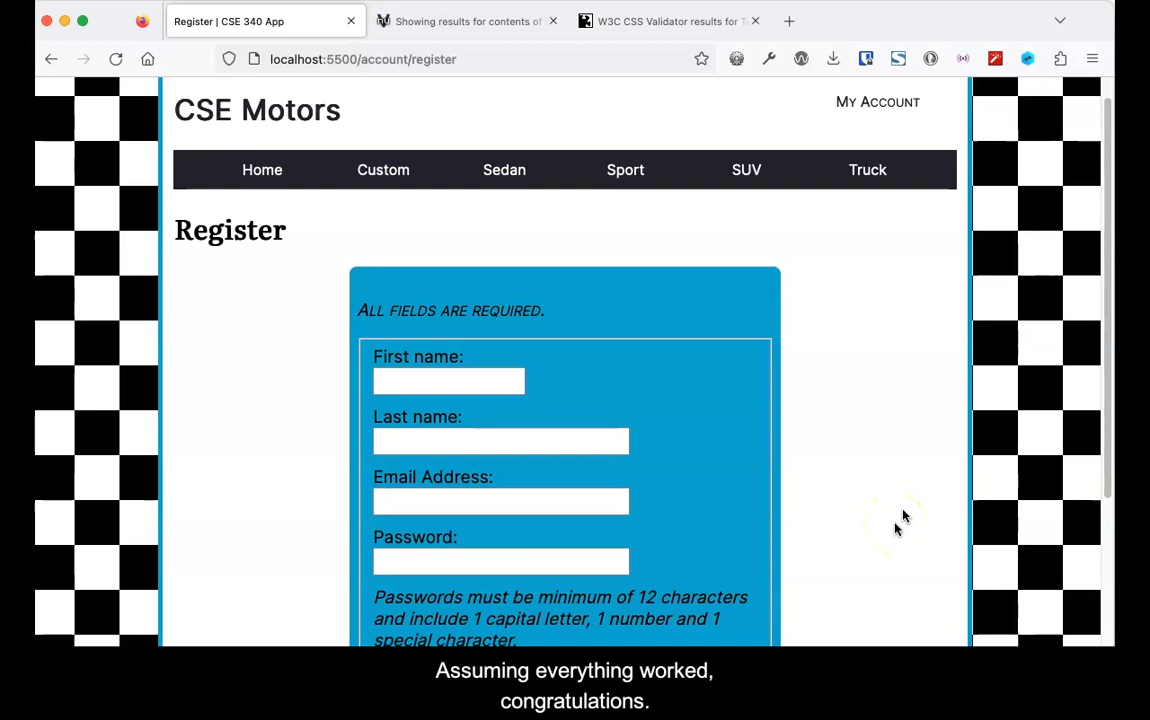 Register | CSE 340 App
Showing results for contents of
W3C CSS Validator results for T
localhost:5500/account/register
CSE Motors
MY ACCOUNT
Home Custom Sedan Sport SUV Truck
Register
ALL FIELDS ARE REQUIRED.
First name:
Last name:
Email Address:
Password:
Passwords must be minimum of 12 characters
and include 1 capital letter, 1 number and 1
special character.
Assuming everything worked,
congratulations.